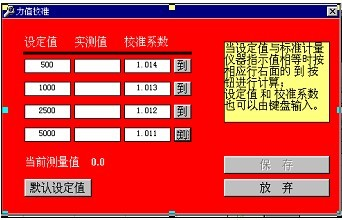 力值校准
设定值 实测值 校准系数
500 1.014 到
1000 1.013 到
2500 1.012 到
5000 1.011 到
当设定值与标准计量
仪器指示值相等时按
相应行右面的 到 按
钮进行计算；
设定值 和 校准系数
也可以由键盘输入。
当前测量值 0.0
保 存
默认设定值
放 弃